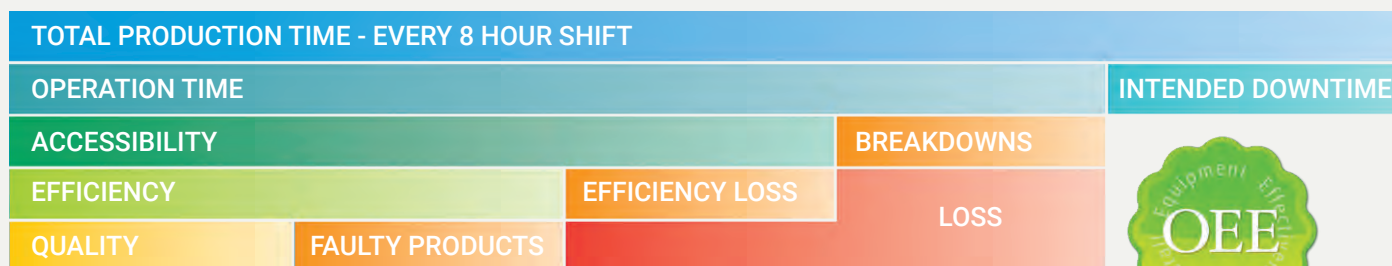 TOTAL PRODUCTION TIME - EVERY 8 HOUR SHIFT
OPERATION TIME
INTENDED DOWNTIME
ACCESSIBILITY
BREAKDOWNS
EFFICIENCY
EFFICIENCY LOSS
LOSS
QUALITY
FAULTY PRODUCTS
OEE